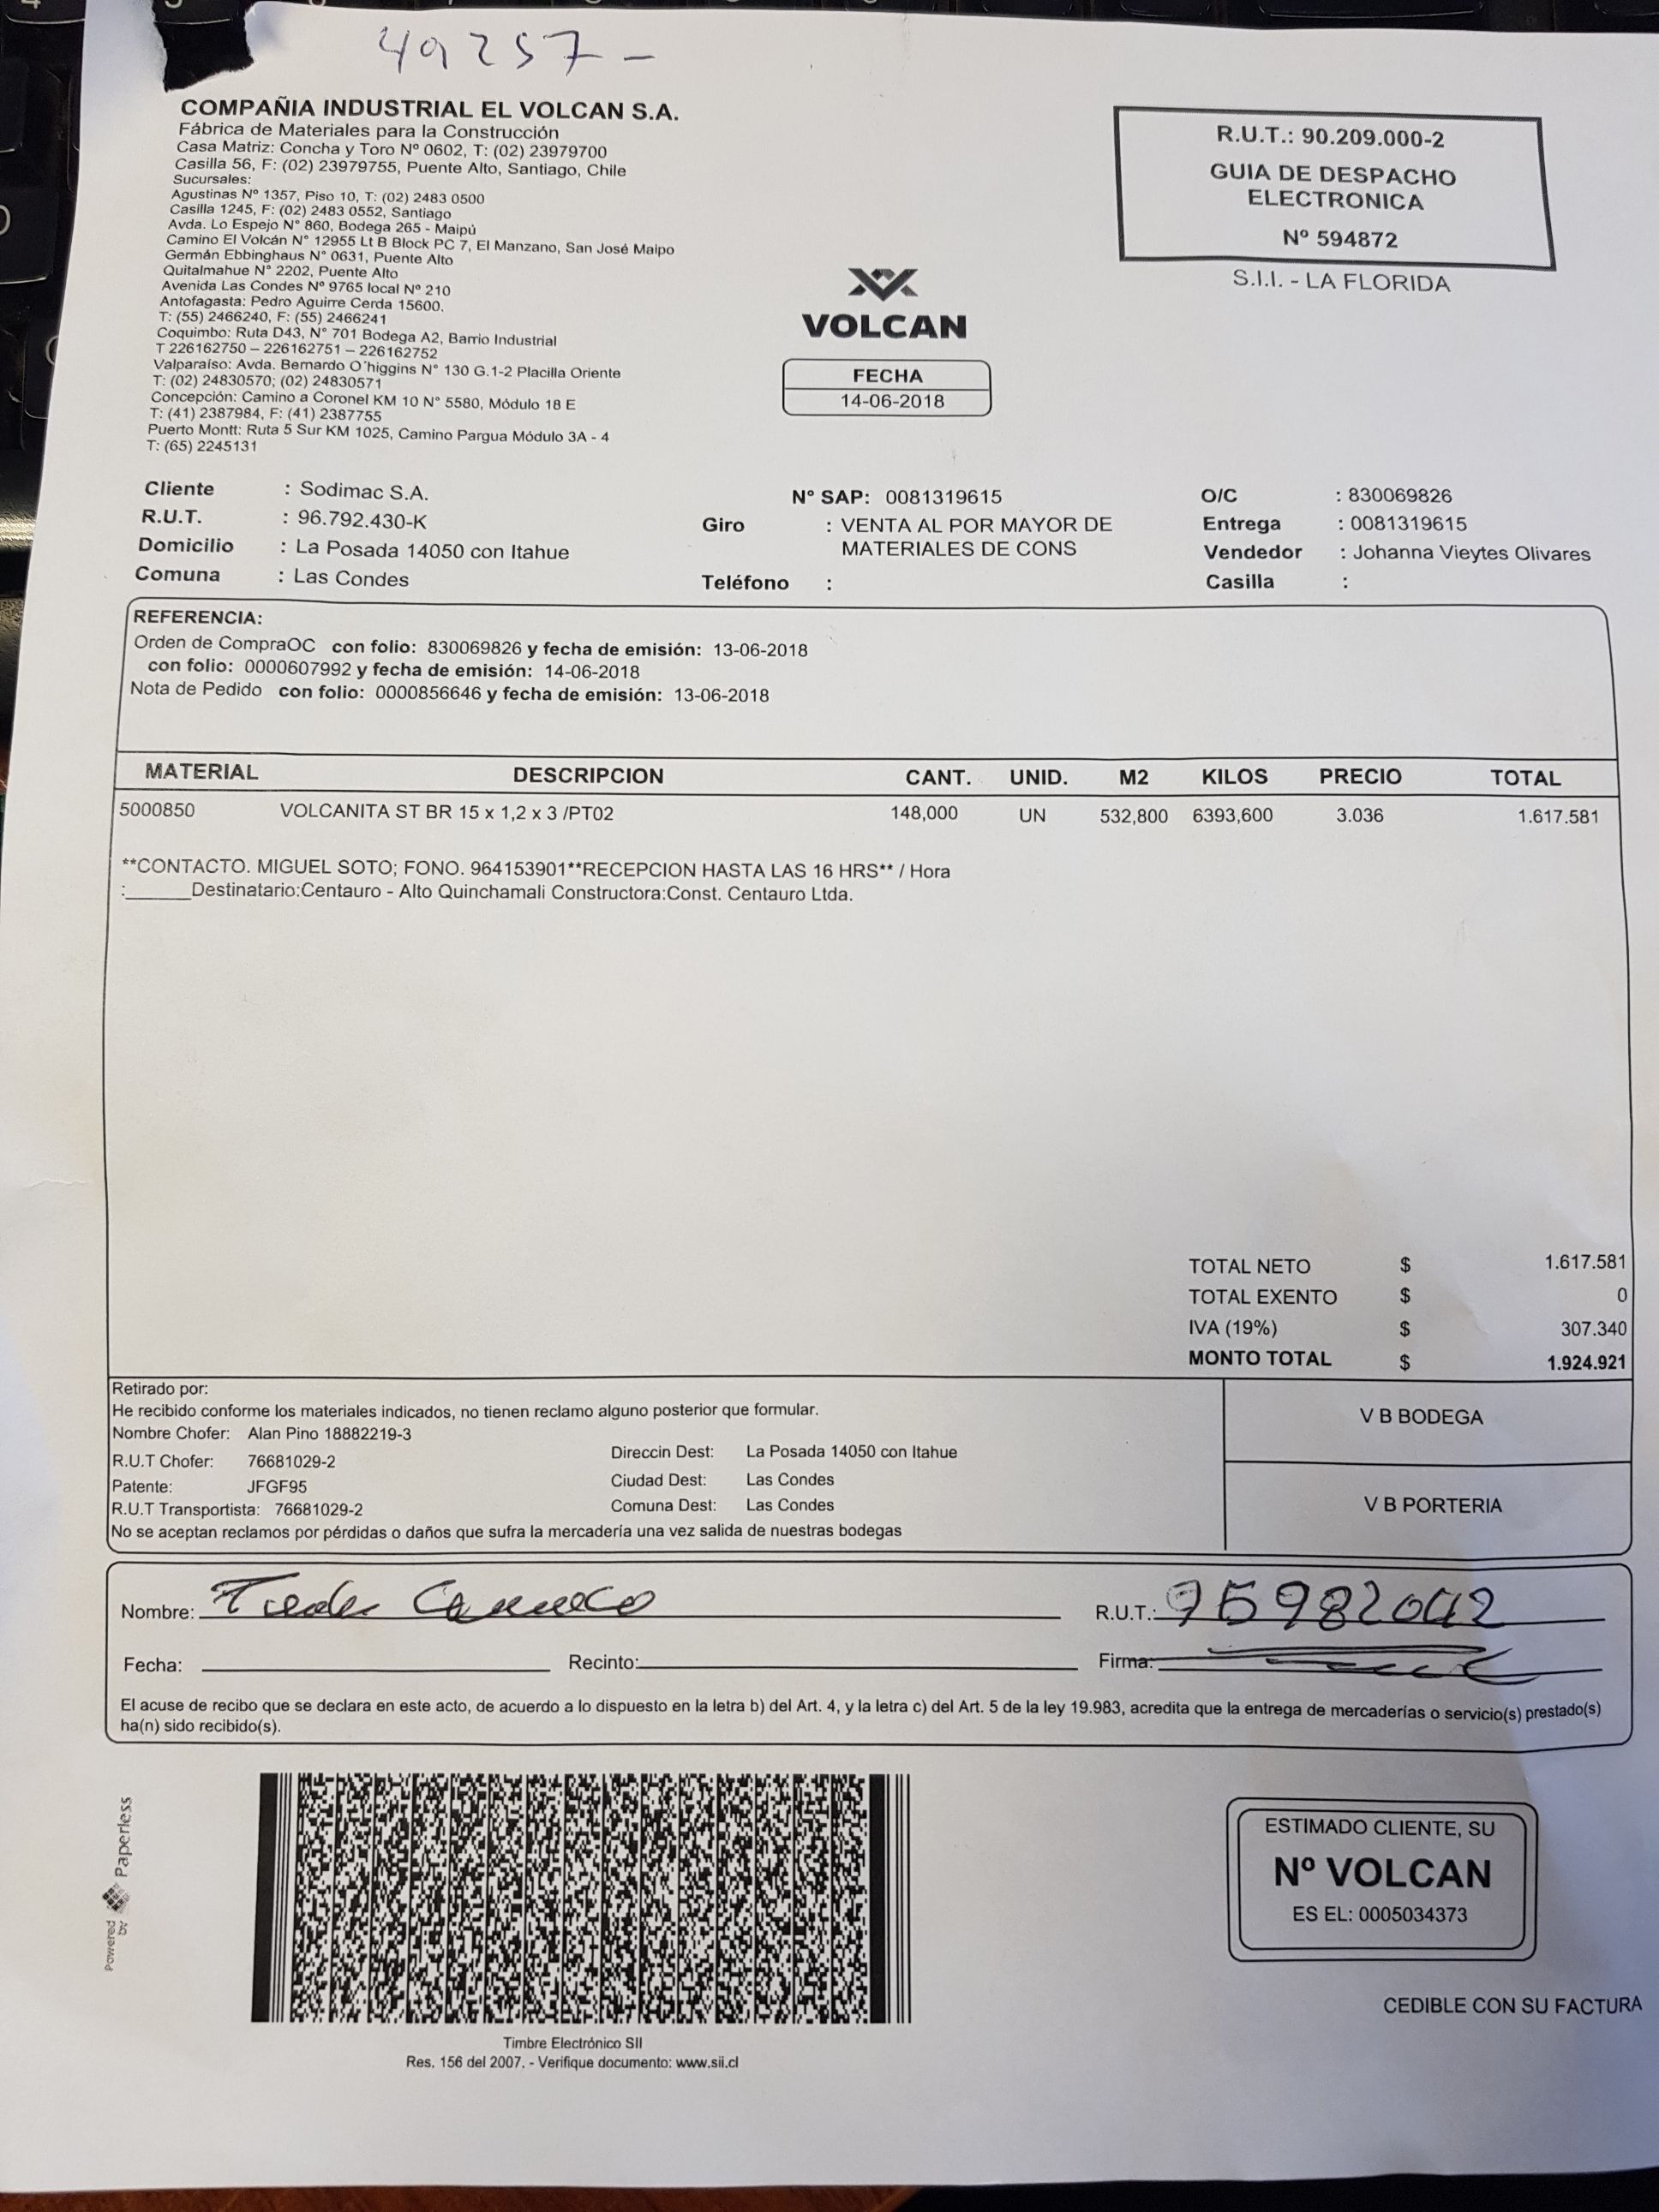 49257-
COMPAÑIA INDUSTRIAL EL VOLCAN S.A.
Fábrica de Materiales para la Construcción
Casa Matriz: Concha y Toro Nº 0602, T: (02) 23979700
Casilla 56, F: (02) 23979755, Puente Alto, Santiago, Chile
Sucursales:
Agustinas Nº 1357, Piso 10, T: (02) 2483 0500
Casilla 1245, F: (02) 2483 0552, Santiago
Avda. Lo Espejo N° 860, Bodega 265 - Maipú
Camino El Volcán N° 12955 Lt B Block PC 7, El Manzano, San José Maipo
Germán Ebbinghaus N° 0631, Puente Alto
Quitalmahue N° 2202, Puente Alto
Avenida Las Condes Nº 9765 local N° 210
Antofagasta: Pedro Aguirre Cerda 15600.
T: (55) 2466240, F: (55) 2466241
Coquimbo: Ruta D43, N° 701 Bodega A2, Barrio Industrial
T 226162750 – 226162751 – 226162752
Valparaíso: Avda. Bernardo O´higgins N° 130 G.1-2 Placilla Oriente
T: (02) 24830570; (02) 24830571
Concepción: Camino a Coronel KM 10 N° 5580, Módulo 18 E
T: (41) 2387984, F: (41) 2387755
Puerto Montt: Ruta 5 Sur KM 1025, Camino Pargua Módulo 3A - 4
T: (65) 2245131
VOLCAN
FECHA
14-06-2018
R.U.T.: 90.209.000-2
GUIA DE DESPACHO
ELECTRONICA
Nº 594872
S.I.I. - LA FLORIDA
Cliente : Sodimac S.A.
R.U.T. : 96.792.430-K
Domicilio : La Posada 14050 con Itahue
Comuna : Las Condes
Nº SAP: 0081319615
Giro : VENTA AL POR MAYOR DE
MATERIALES DE CONS
Teléfono :
O/C : 830069826
Entrega : 0081319615
Vendedor : Johanna Vieytes Olivares
Casilla :
REFERENCIA:
Orden de CompraOC con folio: 830069826 y fecha de emisión: 13-06-2018
con folio: 0000607992 y fecha de emisión: 14-06-2018
Nota de Pedido con folio: 0000856646 y fecha de emisión: 13-06-2018
MATERIAL DESCRIPCION CANT. UNID. M2 KILOS PRECIO TOTAL
5000850 VOLCANITA ST BR 15 x 1,2 x 3 /PT02 148,000 UN 532,800 6393,600 3.036 1.617.581
**CONTACTO. MIGUEL SOTO; FONO. 964153901**RECEPCION HASTA LAS 16 HRS** / Hora
:______Destinatario:Centauro - Alto Quinchamali Constructora:Const. Centauro Ltda.
TOTAL NETO $ 1.617.581
TOTAL EXENTO $ 0
IVA (19%) $ 307.340
MONTO TOTAL $ 1.924.921
Retirado por:
He recibido conforme los materiales indicados, no tienen reclamo alguno posterior que formular.
Nombre Chofer: Alan Pino 18882219-3
R.U.T Chofer: 76681029-2
Patente: JFGF95
R.U.T Transportista: 76681029-2
Direccin Dest: La Posada 14050 con Itahue
Ciudad Dest: Las Condes
Comuna Dest: Las Condes
No se aceptan reclamos por pérdidas o daños que sufra la mercadería una vez salida de nuestras bodegas
V B BODEGA
V B PORTERIA
Nombre:
R.U.T.:
Fecha:
Recinto:
Firma:
El acuse de recibo que se declara en este acto, de acuerdo a lo dispuesto en la letra b) del Art. 4, y la letra c) del Art. 5 de la ley 19.983, acredita que la entrega de mercaderías o servicio(s) prestado(s)
ha(n) sido recibido(s).
Powered by Paperless
Timbre Electrónico SII
Res. 156 del 2007. - Verifique documento: www.sii.cl
ESTIMADO CLIENTE, SU
Nº VOLCAN
ES EL: 0005034373
CEDIBLE CON SU FACTURA